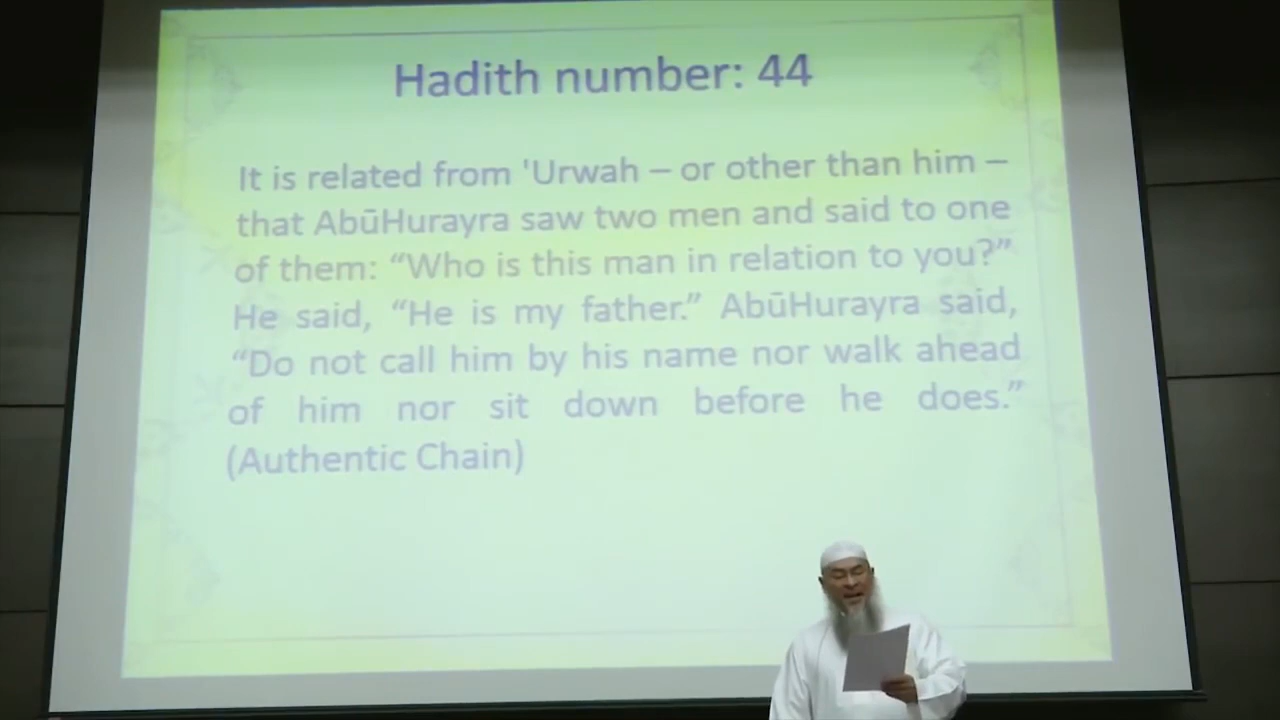 Hadith number: 44
It is related from 'Urwah – or other than him –
that AbūHurayra saw two men and said to one
of them: “Who is this man in relation to you?”
He said, “He is my father.” AbūHurayra said,
“Do not call him by his name nor walk ahead
of him nor sit down before he does.”
(Authentic Chain)